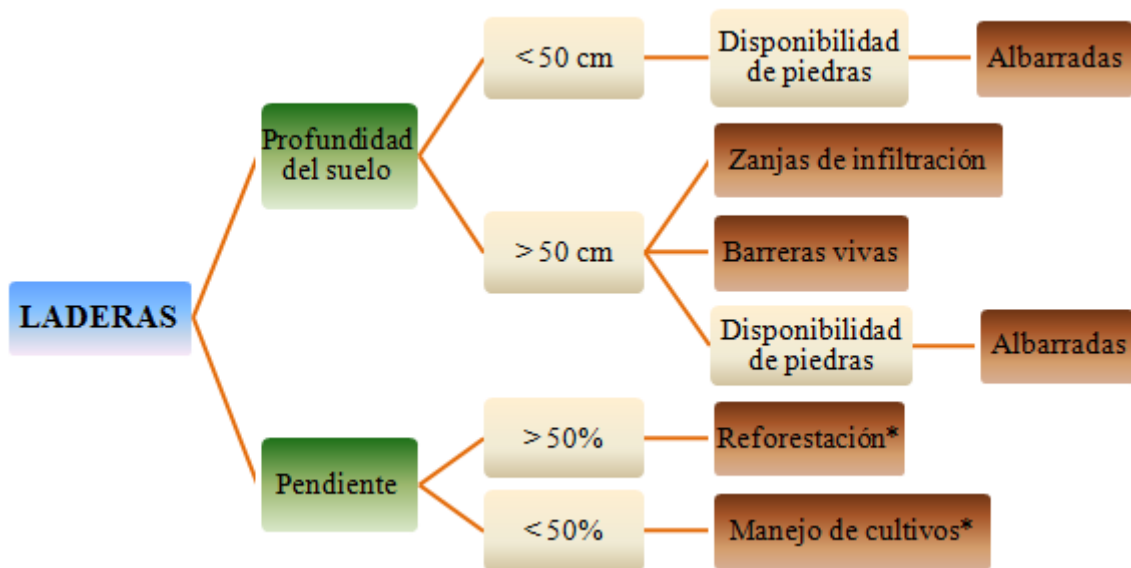 LADERAS
Profundidad
del suelo
< 50 cm
Disponibilidad
de piedras
Albarradas
> 50 cm
Zanjas de infiltración
Barreras vivas
Disponibilidad
de piedras
Albarradas
Pendiente
> 50%
Reforestación*
< 50%
Manejo de cultivos*